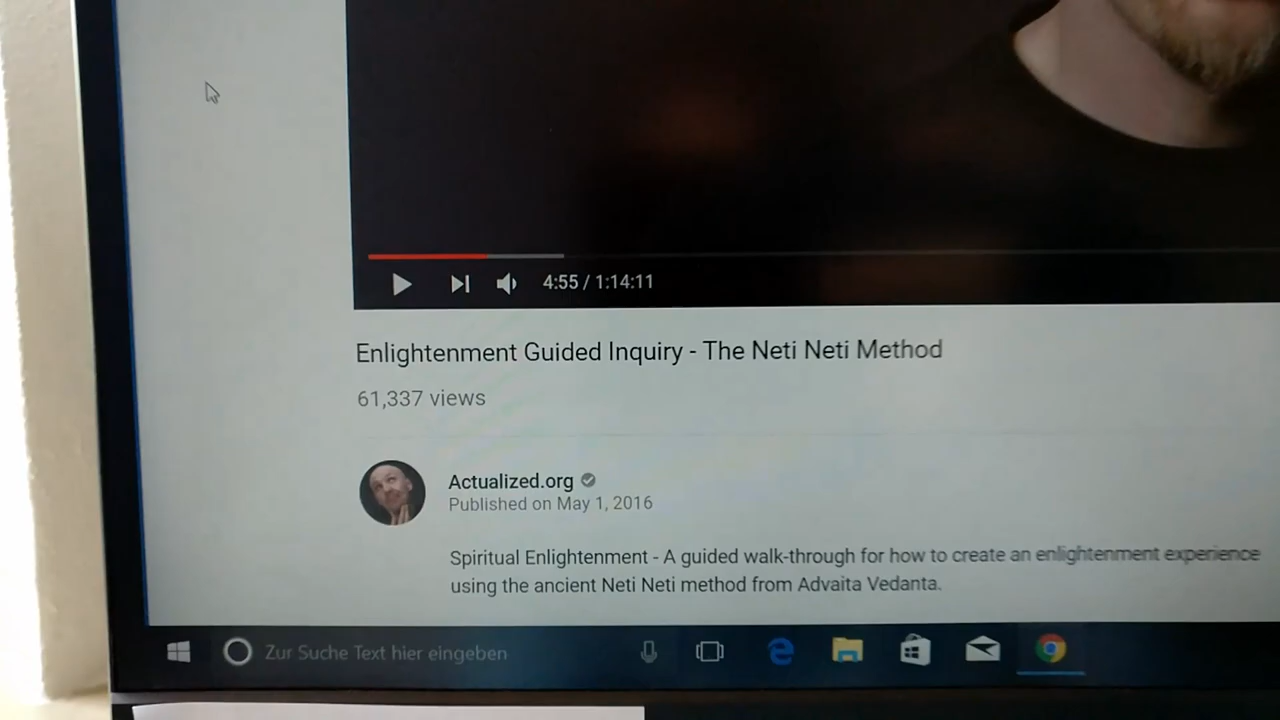 4:55 / 1:14:11
Enlightenment Guided Inquiry - The Neti Neti Method
61,337 views
Actualized.org
Published on May 1, 2016
Spiritual Enlightenment - A guided walk-through for how to create an enlightenment experience
using the ancient Neti Neti method from Advaita Vedanta.
Zur Suche Text hier eingeben